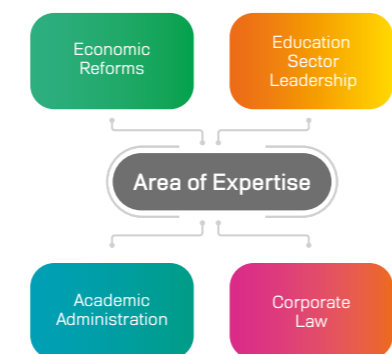 Economic
Reforms
Education
Sector
Leadership
Area of Expertise
Academic
Administration
Corporate
Law